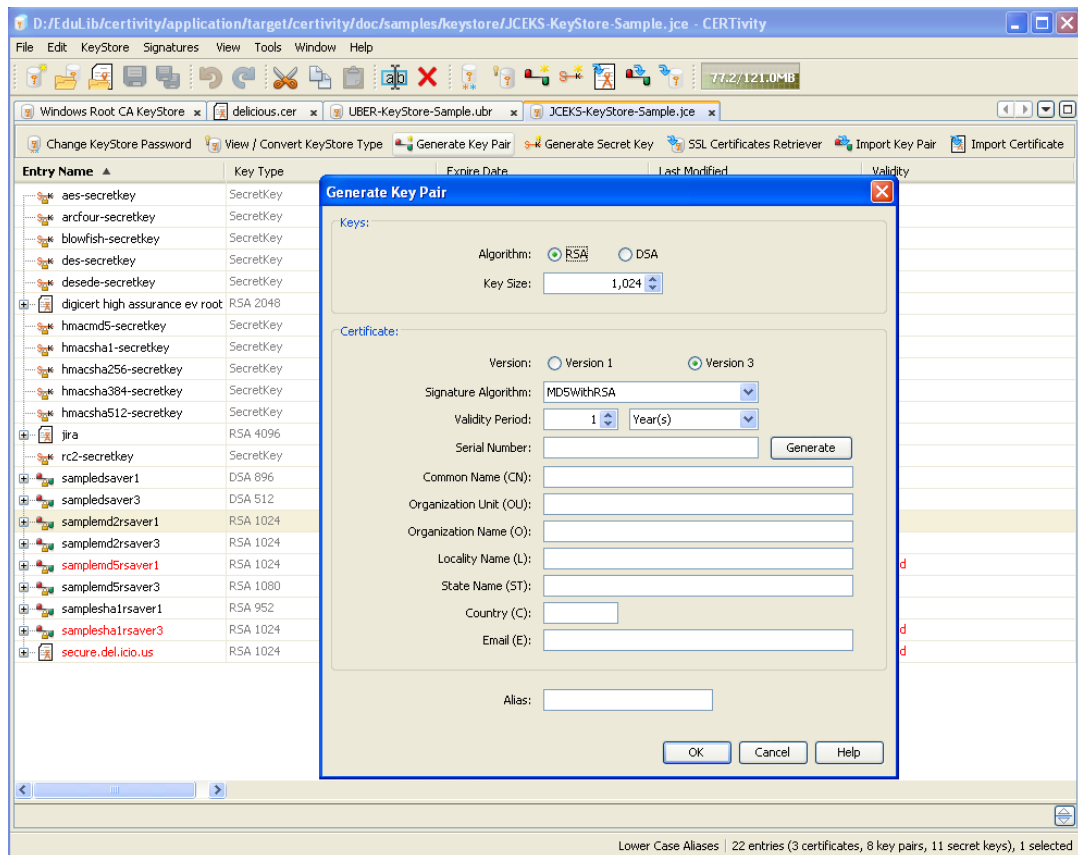 D:/EduLib/certivity/application/target/certivity/doc/samples/keystore/JCEKS-KeyStore-Sample.jce - CERTivity
File Edit KeyStore Signatures View Tools Window Help
77.2/121.0MB
Windows Root CA KeyStore x delicious.cer x UBER-KeyStore-Sample.ubr x JCEKS-KeyStore-Sample.jce x
Change KeyStore Password View / Convert KeyStore Type Generate Key Pair Generate Secret Key SSL Certificates Retriever Import Key Pair Import Certificate
Entry Name Key Type Expire Date Last Modified Validity
aes-secretkey SecretKey
arcfour-secretkey SecretKey
blowfish-secretkey SecretKey
des-secretkey SecretKey
desede-secretkey SecretKey
digicert high assurance ev root RSA 2048
hmacmd5-secretkey SecretKey
hmacsha1-secretkey SecretKey
hmacsha256-secretkey SecretKey
hmacsha384-secretkey SecretKey
hmacsha512-secretkey SecretKey
jira RSA 4096
rc2-secretkey SecretKey
sampledsaver1 DSA 896
sampledsaver3 DSA 512
samplemd2rsaver1 RSA 1024
samplemd2rsaver3 RSA 1024
samplemd5rsaver1 RSA 1024 d
samplemd5rsaver3 RSA 1080
samplesha1rsaver1 RSA 952
samplesha1rsaver3 RSA 1024 d
secure.del.icio.us RSA 1024 d
Generate Key Pair
Keys:
Algorithm: RSA DSA
Key Size: 1,024
Certificate:
Version: Version 1 Version 3
Signature Algorithm: MD5WithRSA
Validity Period: 1 Year(s)
Serial Number: Generate
Common Name (CN):
Organization Unit (OU):
Organization Name (O):
Locality Name (L):
State Name (ST):
Country (C):
Email (E):
Alias:
OK Cancel Help
Lower Case Aliases 22 entries (3 certificates, 8 key pairs, 11 secret keys), 1 selected